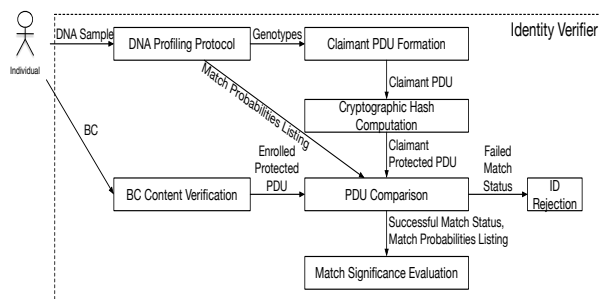 Identity Verifier
DNA Sample
DNA Profiling Protocol
Genotypes
Claimant PDU Formation
Individual
Match Probabilities Listing
Claimant PDU
Cryptographic Hash
Computation
BC
Enrolled
Protected
PDU
Claimant
Protected PDU
Failed
Match
Status
BC Content Verification
PDU Comparison
ID
Rejection
Successful Match Status,
Match Probabilities Listing
Match Significance Evaluation